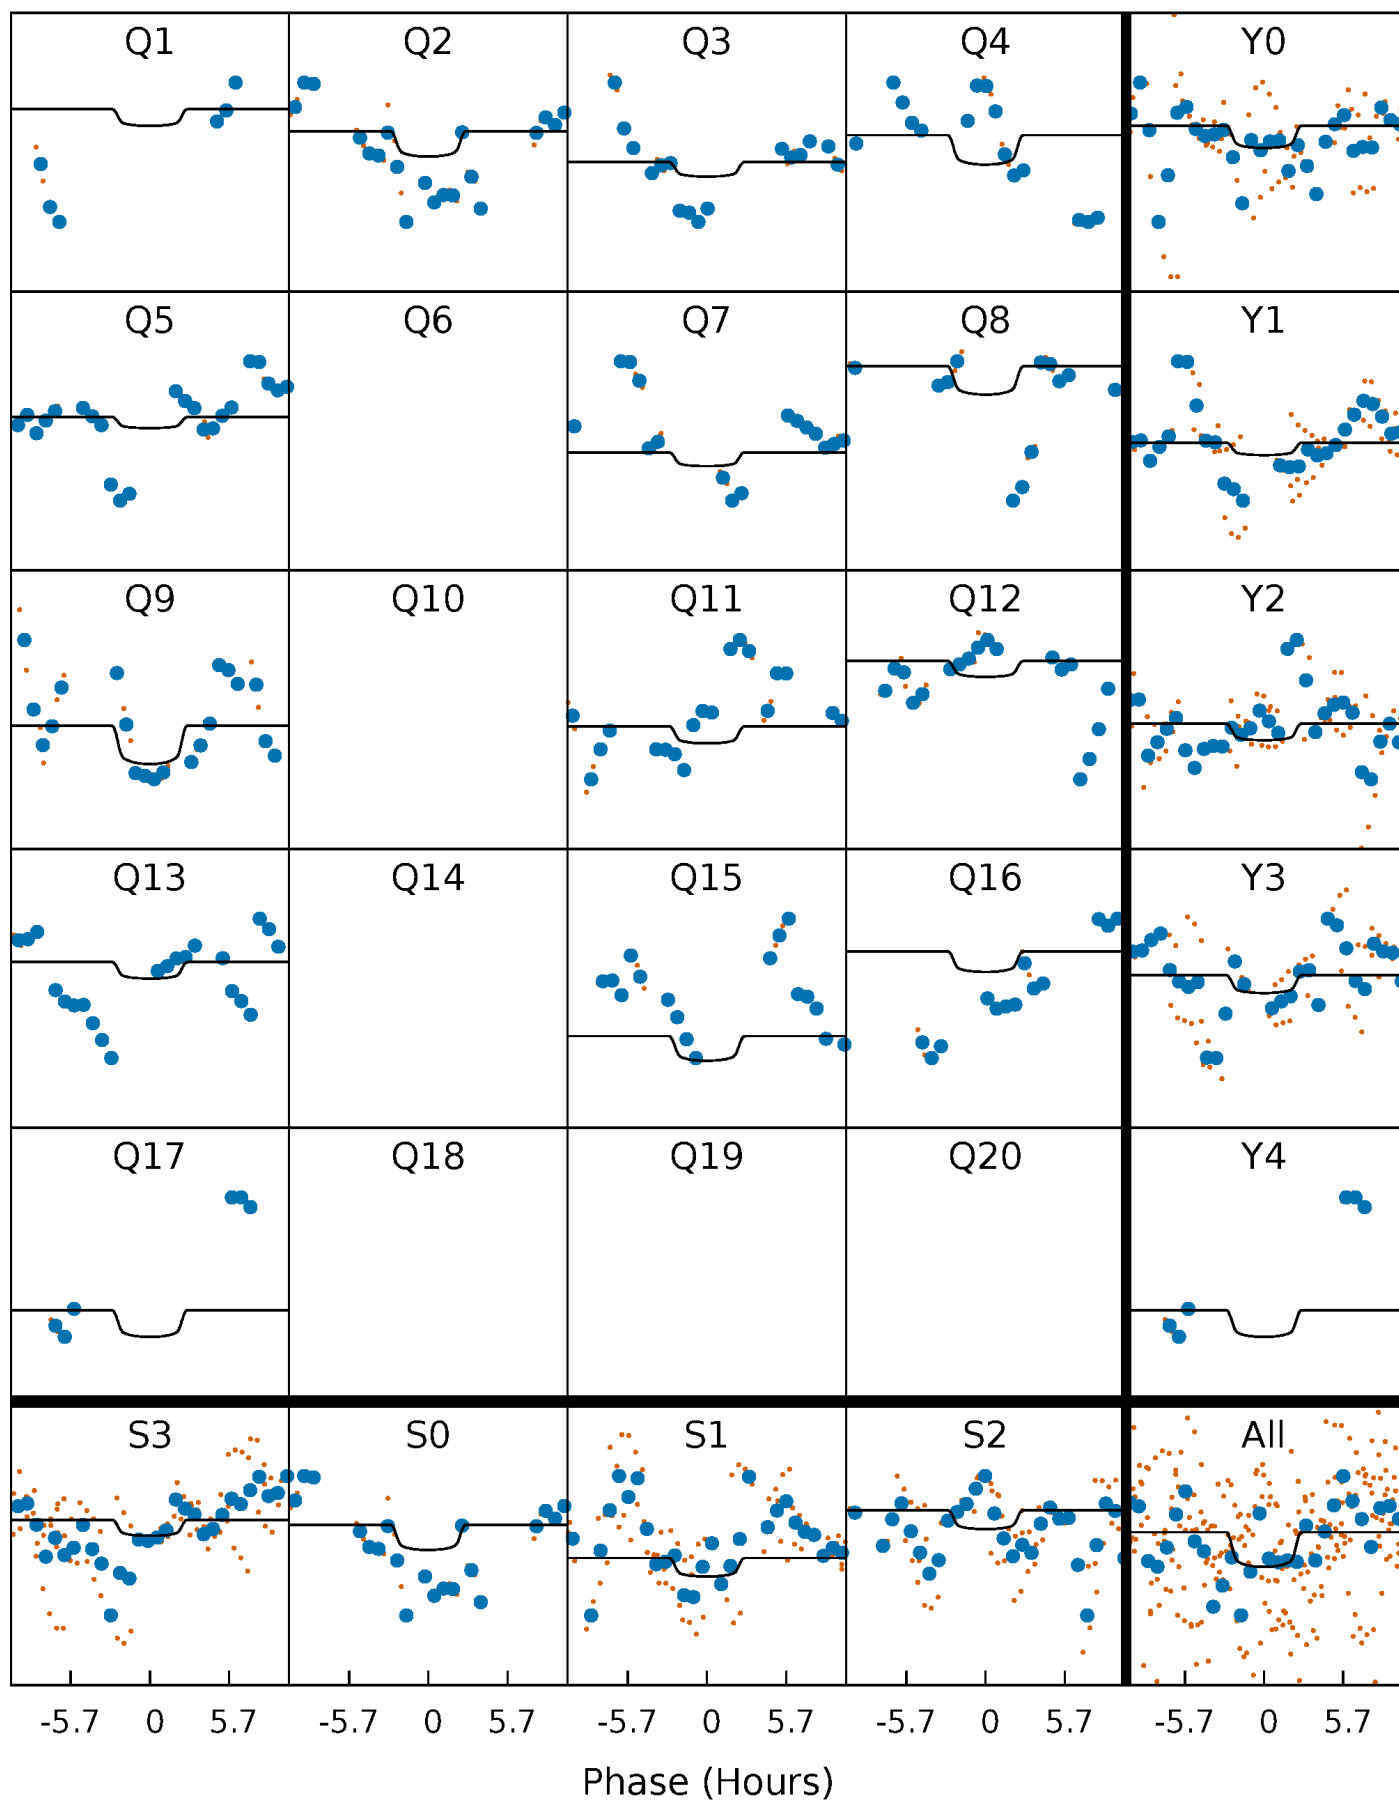 Q1 Q2 Q3 Q4 Y0
Q5 Q6 Q7 Q8 Y1
Q9 Q10 Q11 Q12 Y2
Q13 Q14 Q15 Q16 Y3
Q17 Q18 Q19 Q20 Y4
S3 S0 S1 S2 All
-5.7 0 5.7 -5.7 0 5.7 -5.7 0 5.7 -5.7 0 5.7 -5.7 0 5.7
Phase (Hours)